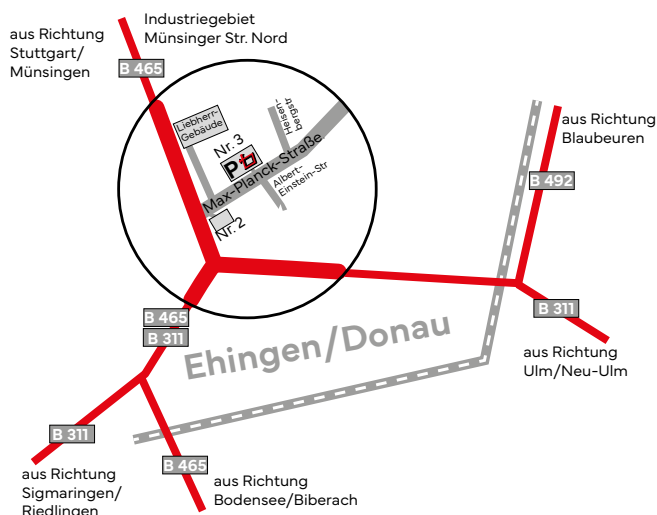 Industriegebiet
Münsinger Str. Nord
aus Richtung
Stuttgart/
Münsingen
B 465
Liebherr-
Gebäude
Nr. 3
P
Heisen-
bergstr.
Max-Planck-Straße
Albert-
Einstein-Str
Nr. 2
aus Richtung
Blaubeuren
B 492
B 465
B 311
Ehingen/Donau
B 311
aus Richtung
Ulm/Neu-Ulm
B 311
aus Richtung
Sigmaringen/
Riedlingen
B 465
aus Richtung
Bodensee/Biberach